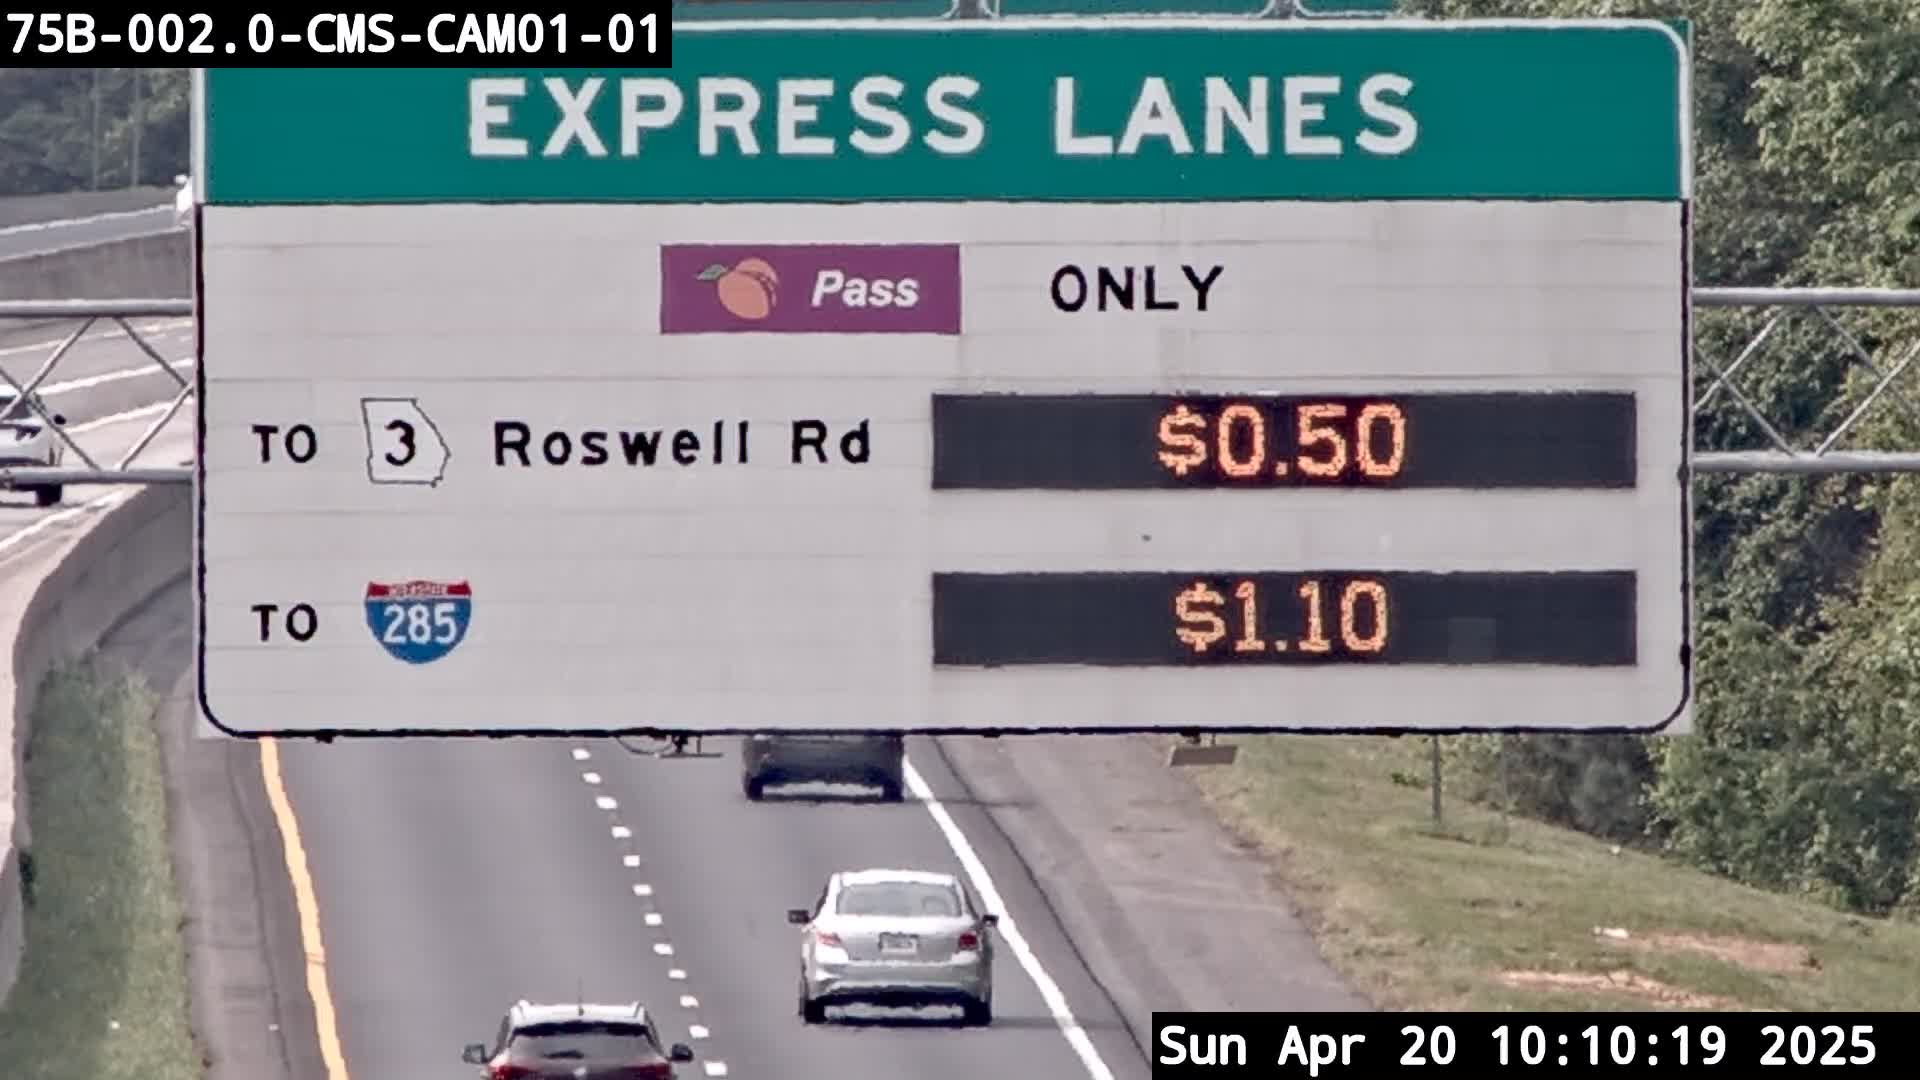 75B-002.0-CMS-CAM01-01
EXPRESS LANES
Pass ONLY
TO 3 Roswell Rd $0.50
TO 285 $1.10
Sun Apr 20 10:10:19 2025